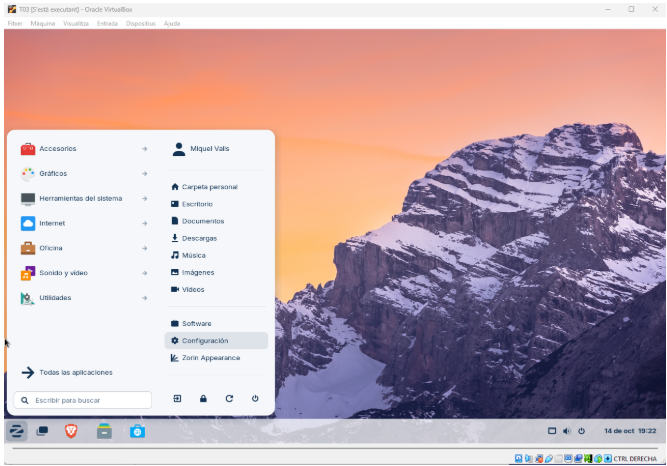 T03 [S'està executant] - Oracle VirtualBox
Fitxer Màquina Visualitza Entrada Dispositius Ajuda
Accesorios
Gráficos
Herramientas del sistema
Internet
Oficina
Sonido y vídeo
Utilidades
Todas las aplicaciones
Escribir para buscar
Miquel Valls
Carpeta personal
Escritorio
Documentos
Descargas
Música
Imágenes
Vídeos
Software
Configuración
Zorin Appearance
14 de oct 19:22
CTRL DERECHA